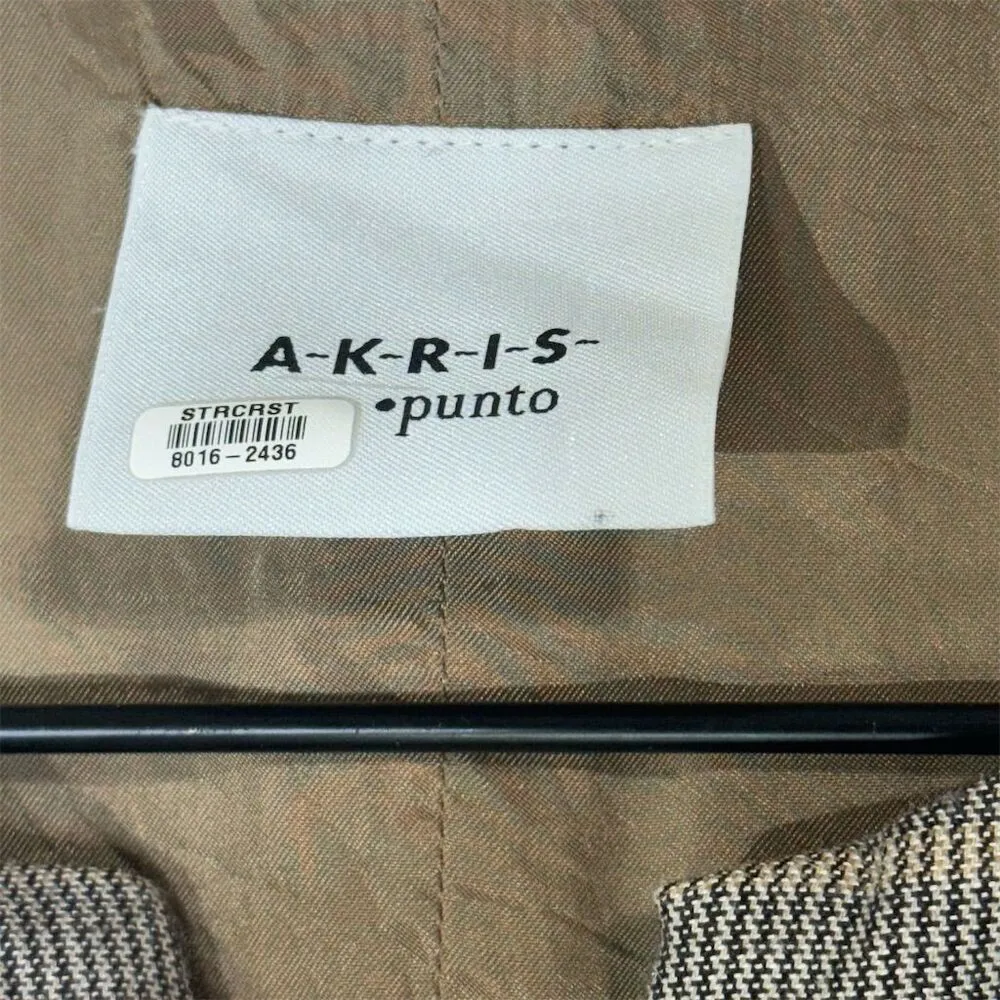 A-K-R-I-S-
•punto
STRCRST
8016-2436